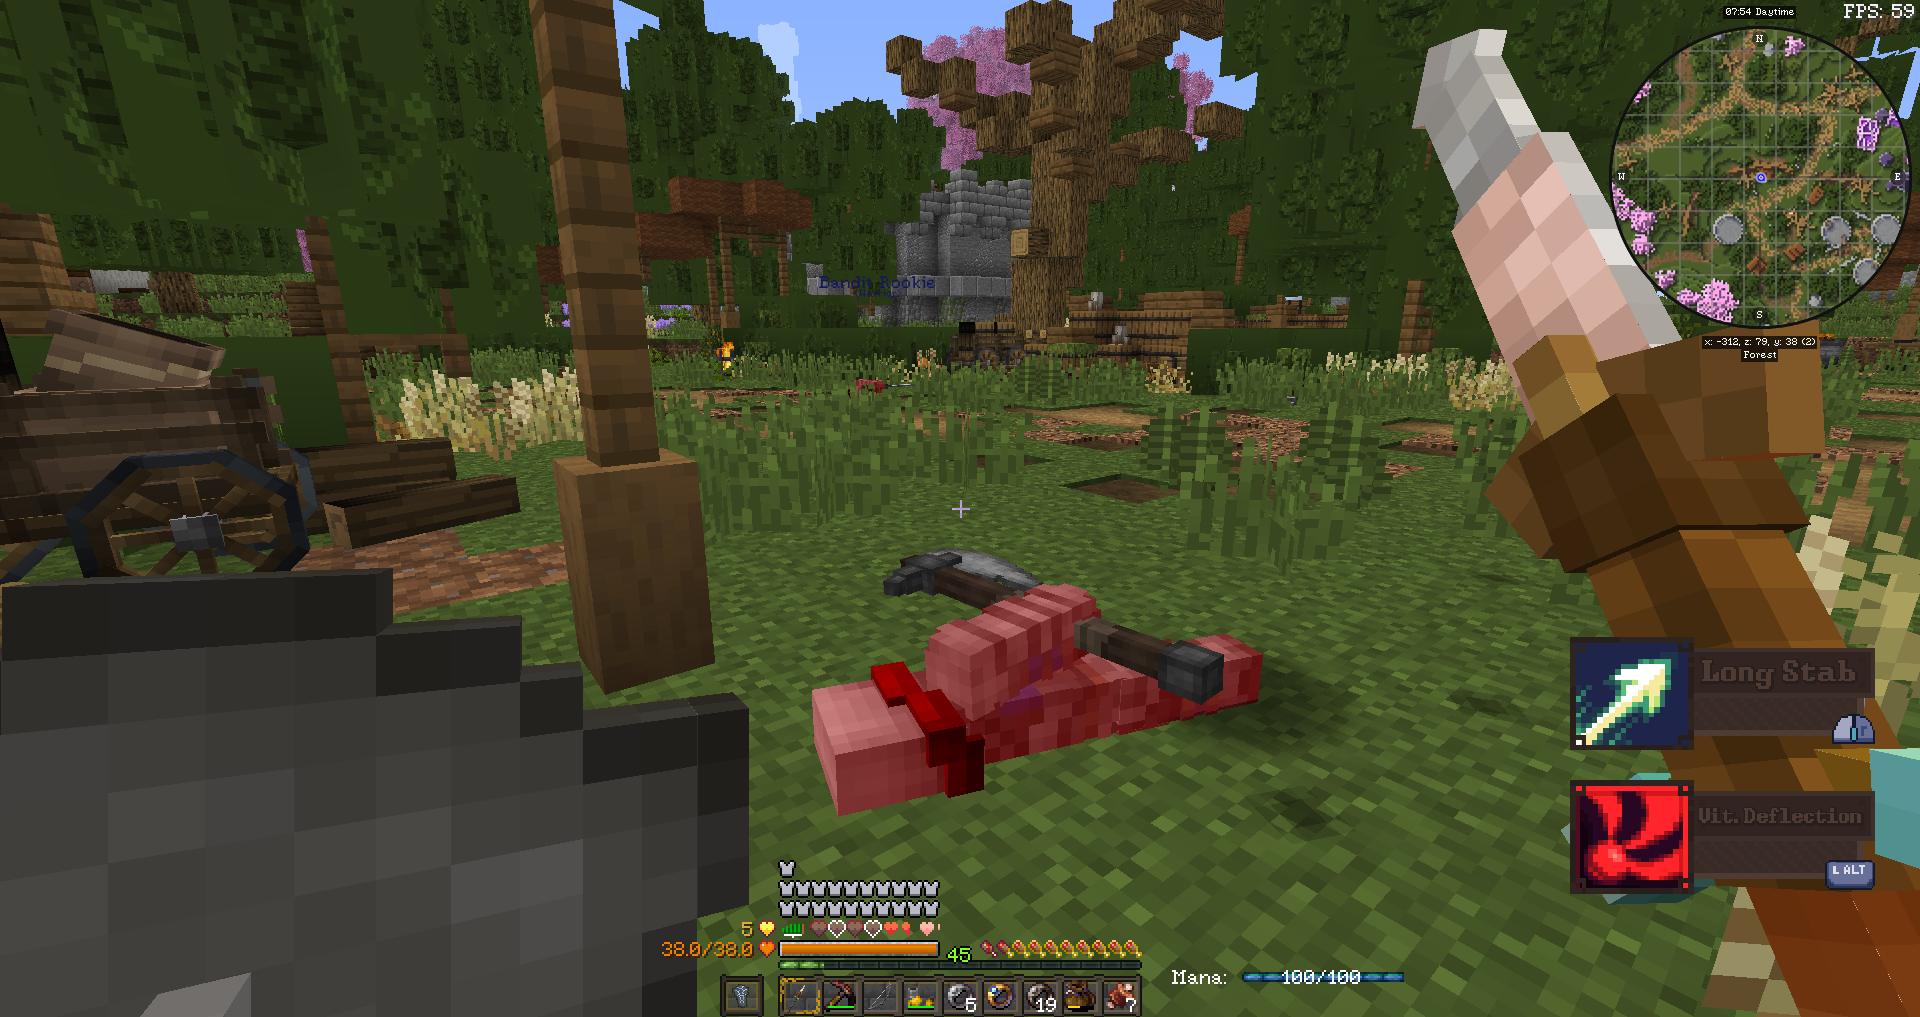 07:54 Daytime
FPS: 59
N
W
E
S
x: -312, z: 79, y: 38 (2)
Forest
Bandit Rookie
Long Stab
Vit. Deflection
L ALT
5
38.0/38.0
45
Mana: 100/100
5
19
7